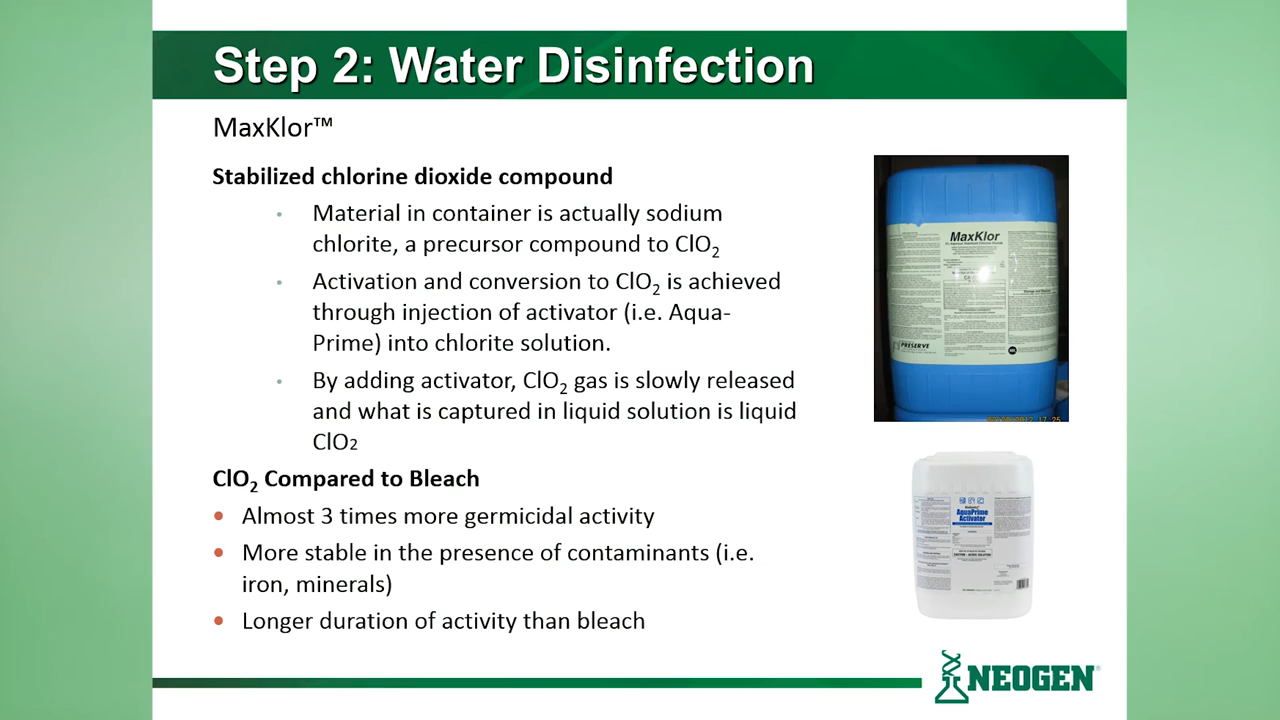 Step 2: Water Disinfection
MaxKlor™
Stabilized chlorine dioxide compound
• Material in container is actually sodium
chlorite, a precursor compound to ClO₂
• Activation and conversion to ClO₂ is achieved
through injection of activator (i.e. Aqua-
Prime) into chlorite solution.
• By adding activator, ClO₂ gas is slowly released
and what is captured in liquid solution is liquid
ClO₂
ClO₂ Compared to Bleach
• Almost 3 times more germicidal activity
• More stable in the presence of contaminants (i.e.
iron, minerals)
• Longer duration of activity than bleach
MaxKlor
PRESERVE
AquaPrime
Activator
NEOGEN®